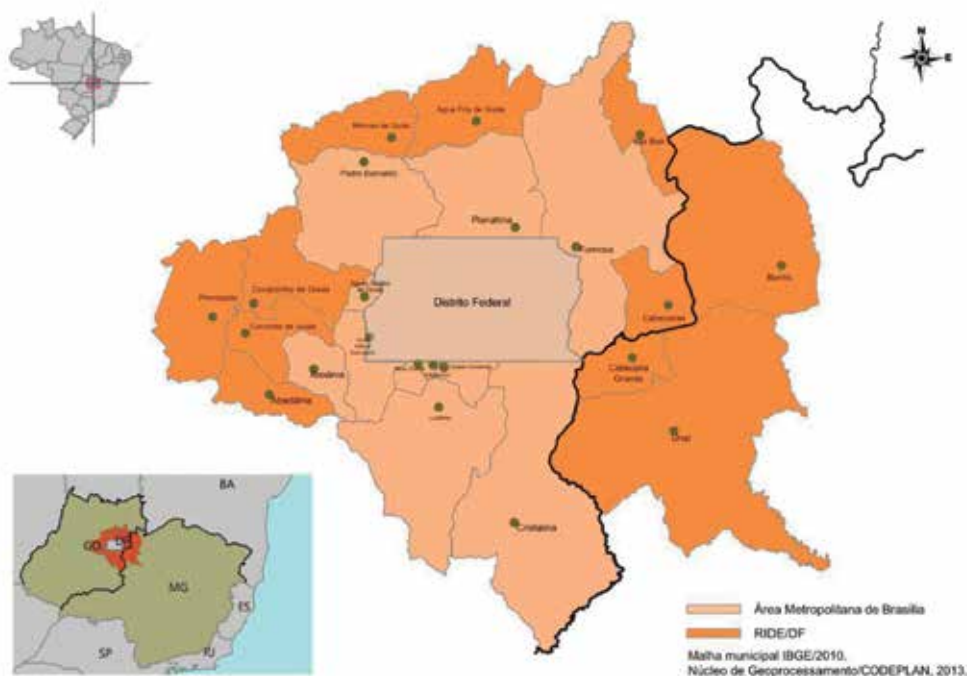 N
E
Mimoso de Goiás
Água Fria de Goiás
Vila Boa
Padre Bernardo
Planaltina
Formosa
Buritis
Pirenópolis
Cocalzinho de Goiás
Distrito Federal
Cabeceiras
Corumbá de Goiás
Alexânia
Cabeceira
Grande
Abadiânia
Unaí
Cristalina
BA
GO
DF
MG
ES
SP
RJ
Área Metropolitana de Brasília
RIDE/DF
Malha municipal IBGE/2010.
Núcleo de Geoprocessamento/CODEPLAN, 2013.